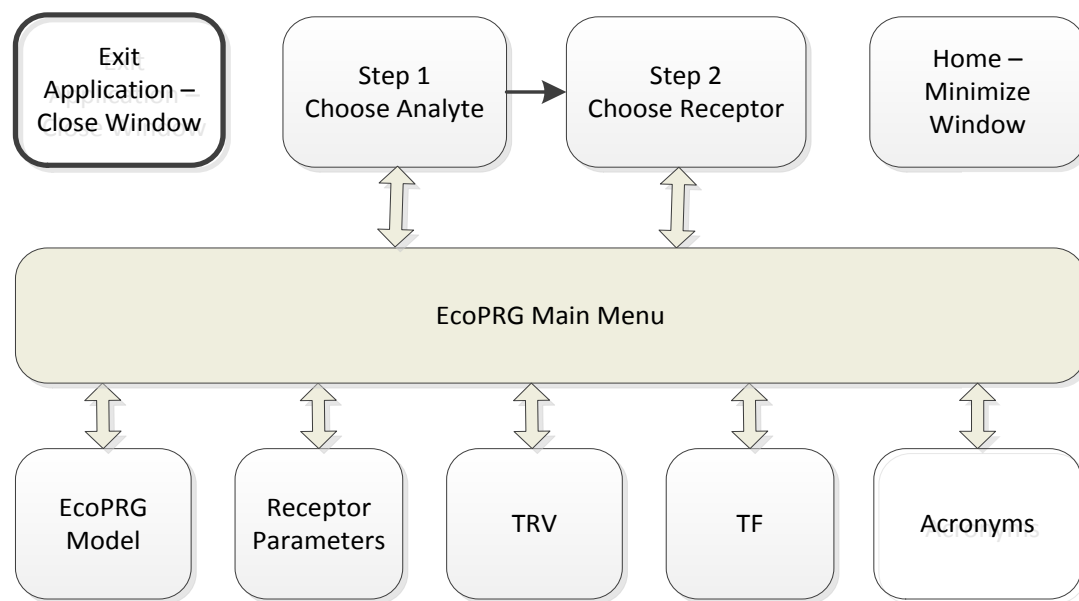 Exit
Application –
Close Window
Step 1
Choose Analyte
Step 2
Choose Receptor
Home –
Minimize
Window
EcoPRG Main Menu
EcoPRG
Model
Receptor
Parameters
TRV
TF
Acronyms